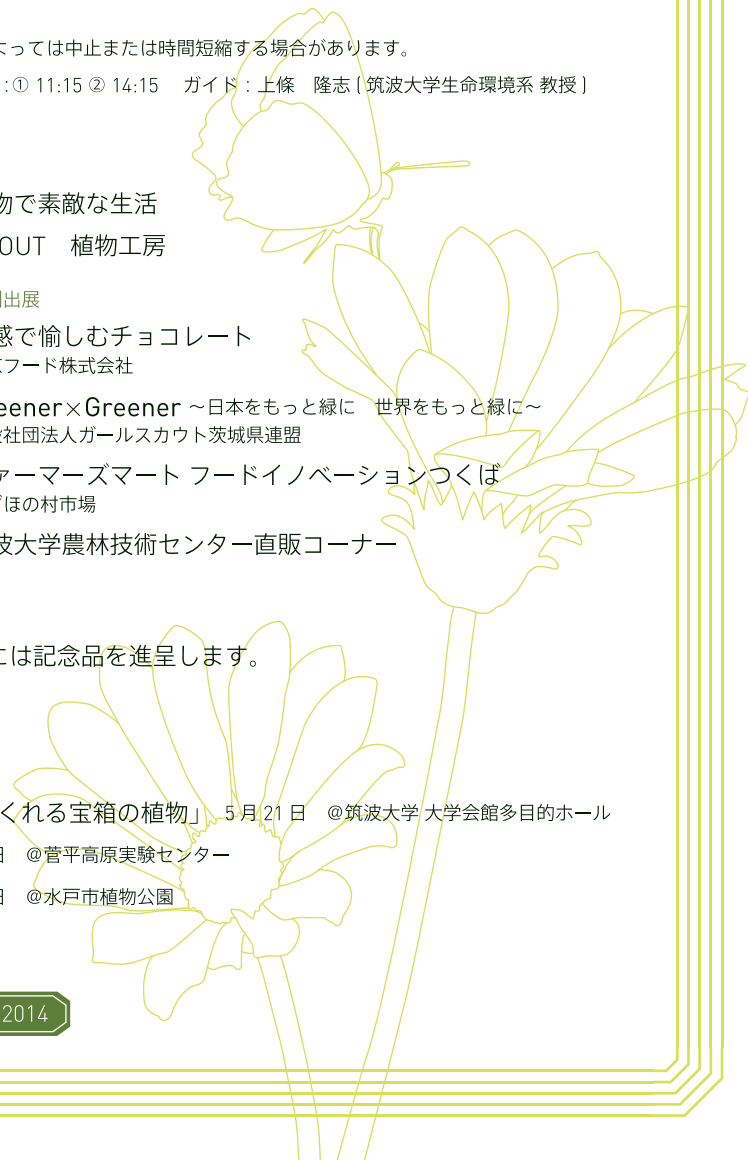 よっては中止または時間短縮する場合があります。
:① 11:15 ② 14:15 ガイド：上條 隆志 ( 筑波大学生命環境系 教授 )
物で素敵な生活
OUT 植物工房
出展
感で愉しむチョコレート
フード株式会社
eener×Greener ～日本をもっと緑に 世界をもっと緑に～
社団法人ガールスカウト茨城県連盟
ァーマーズマート フードイノベーションつくば
ほの村市場
波大学農林技術センター直販コーナー
には記念品を進呈します。
くれる宝箱の植物」 5 月 21 日 ＠筑波大学 大学会館多目的ホール
日 ＠菅平高原実験センター
日 ＠水戸市植物公園
2014